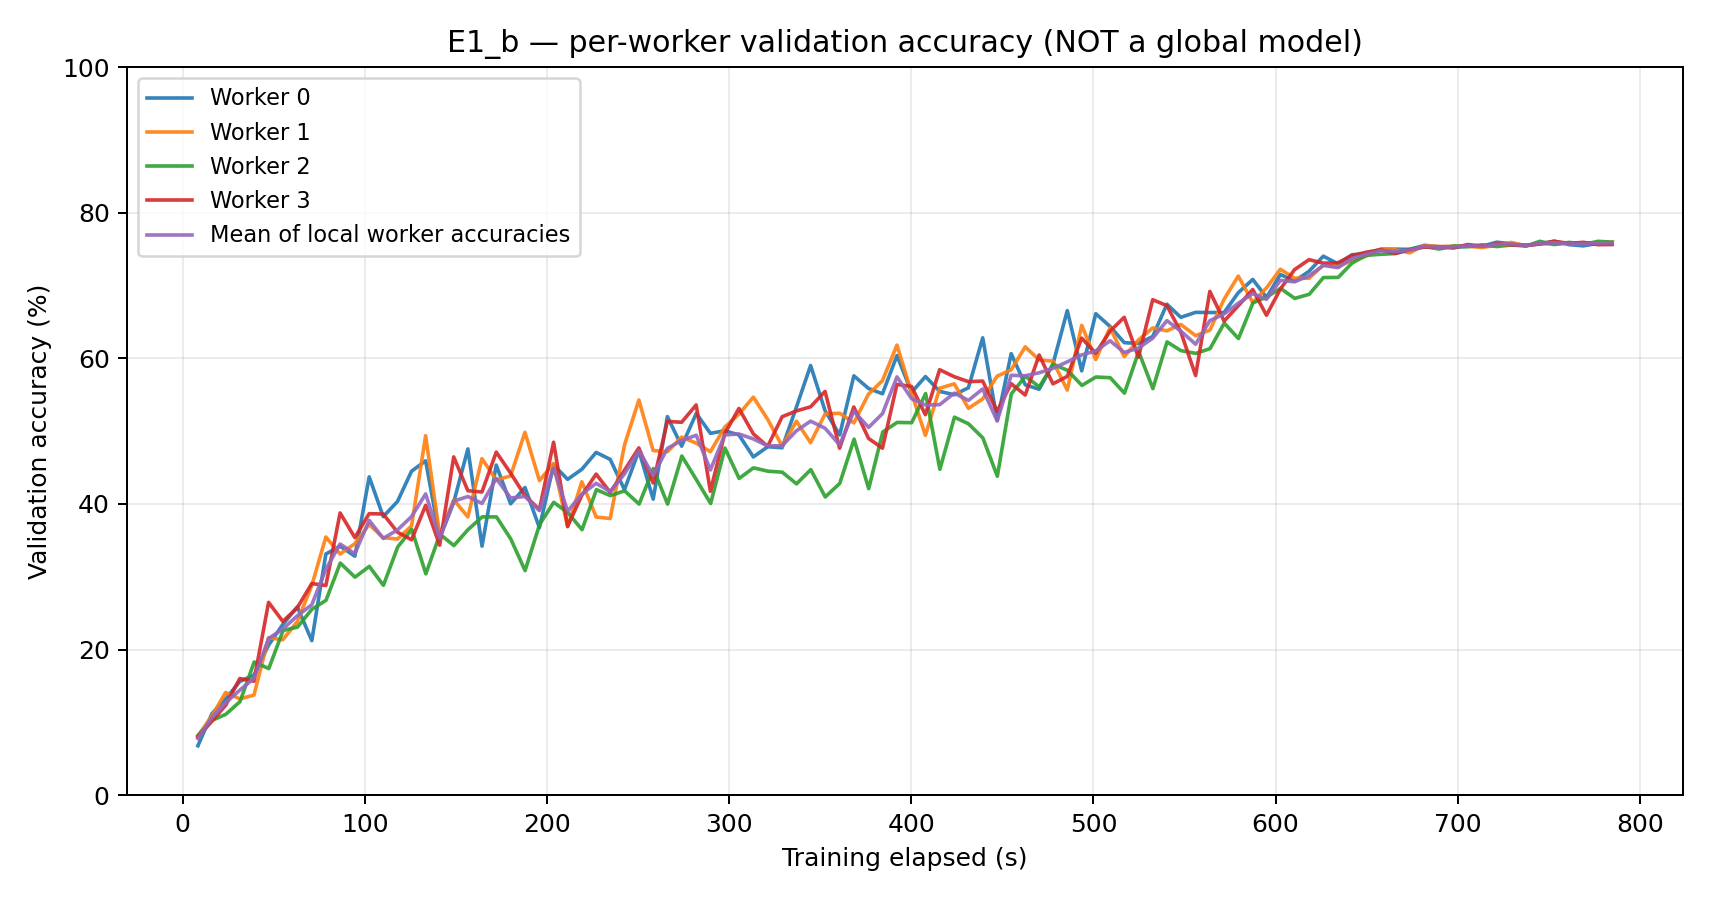 E1_b — per-worker validation accuracy (NOT a global model)
Worker 0
Worker 1
Worker 2
Worker 3
Mean of local worker accuracies
Validation accuracy (%)
100
80
60
40
20
0
0 100 200 300 400 500 600 700 800
Training elapsed (s)